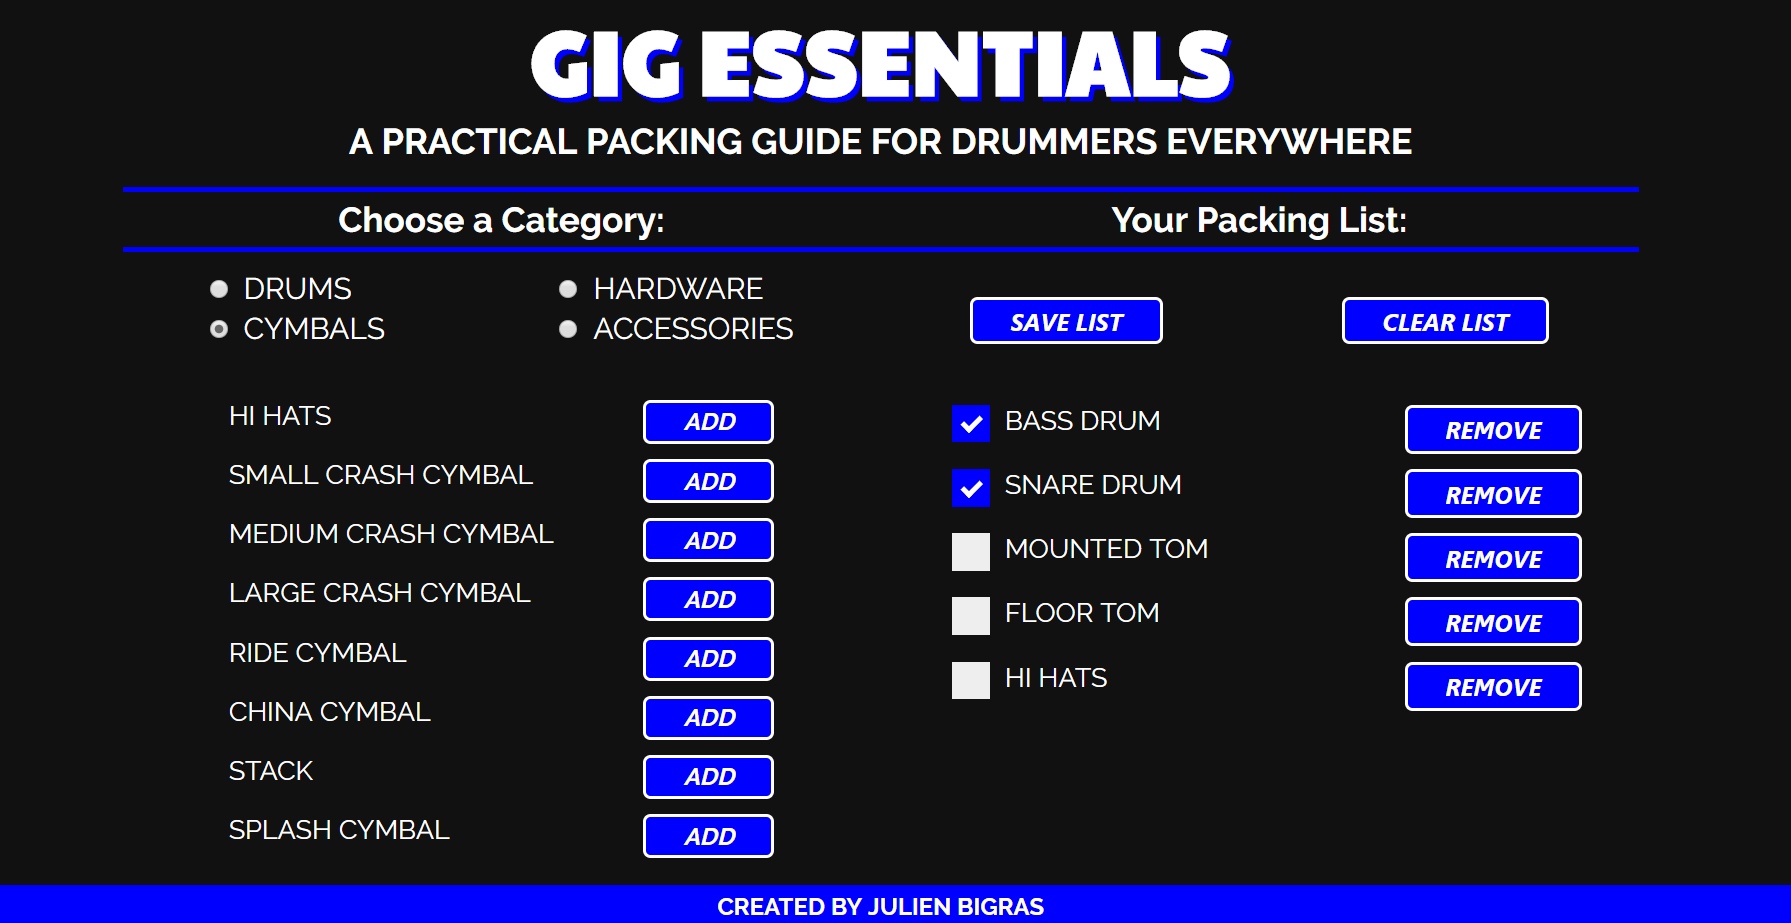 GIG ESSENTIALS
A PRACTICAL PACKING GUIDE FOR DRUMMERS EVERYWHERE
Choose a Category:
DRUMS
HARDWARE
CYMBALS
ACCESSORIES
HI HATS ADD
SMALL CRASH CYMBAL ADD
MEDIUM CRASH CYMBAL ADD
LARGE CRASH CYMBAL ADD
RIDE CYMBAL ADD
CHINA CYMBAL ADD
STACK ADD
SPLASH CYMBAL ADD
Your Packing List:
SAVE LIST
CLEAR LIST
BASS DRUM REMOVE
SNARE DRUM REMOVE
MOUNTED TOM REMOVE
FLOOR TOM REMOVE
HI HATS REMOVE
CREATED BY JULIEN BIGRAS